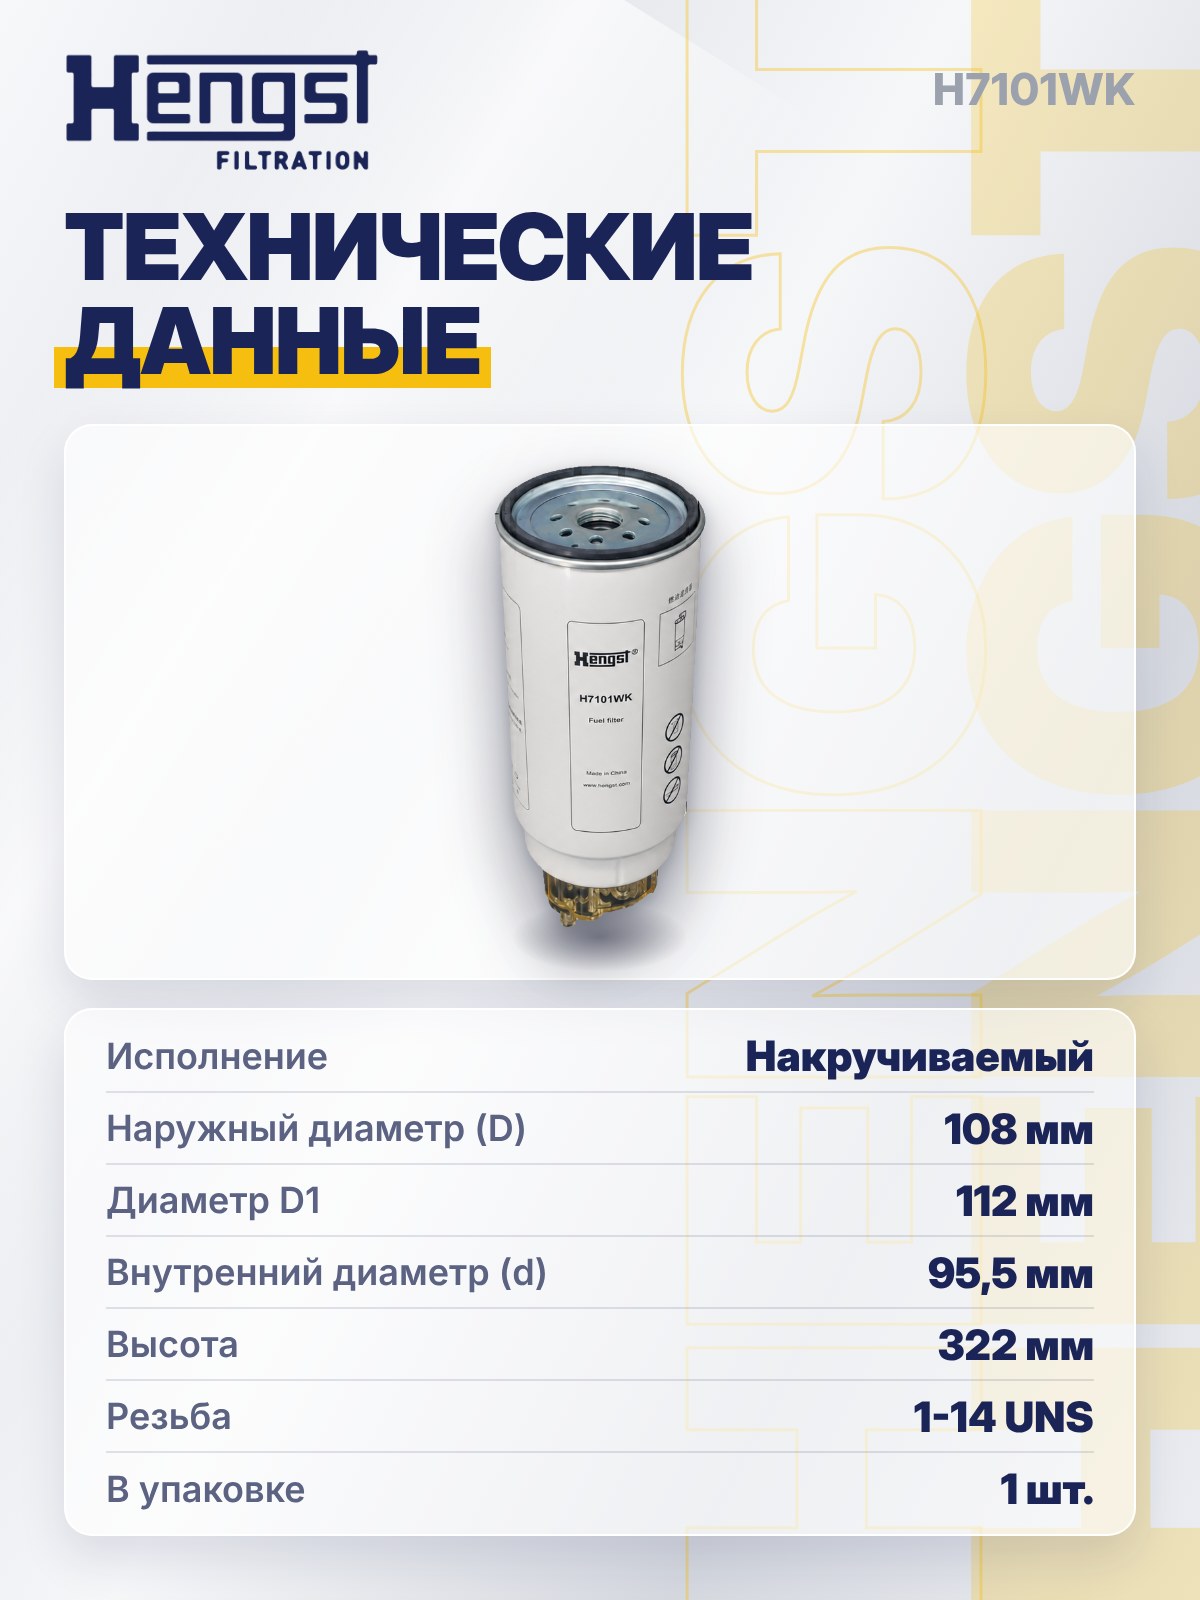 Hengst
FILTRATION
H7101WK
ТЕХНИЧЕСКИЕ
ДАННЫЕ
Hengst®
H7101WK
Fuel filter
Made in China
www.hengst.com
Исполнение Накручиваемый
Наружный диаметр (D) 108 мм
Диаметр D1 112 мм
Внутренний диаметр (d) 95,5 мм
Высота 322 мм
Резьба 1-14 UNS
В упаковке 1 шт.
HENGST
HENGST